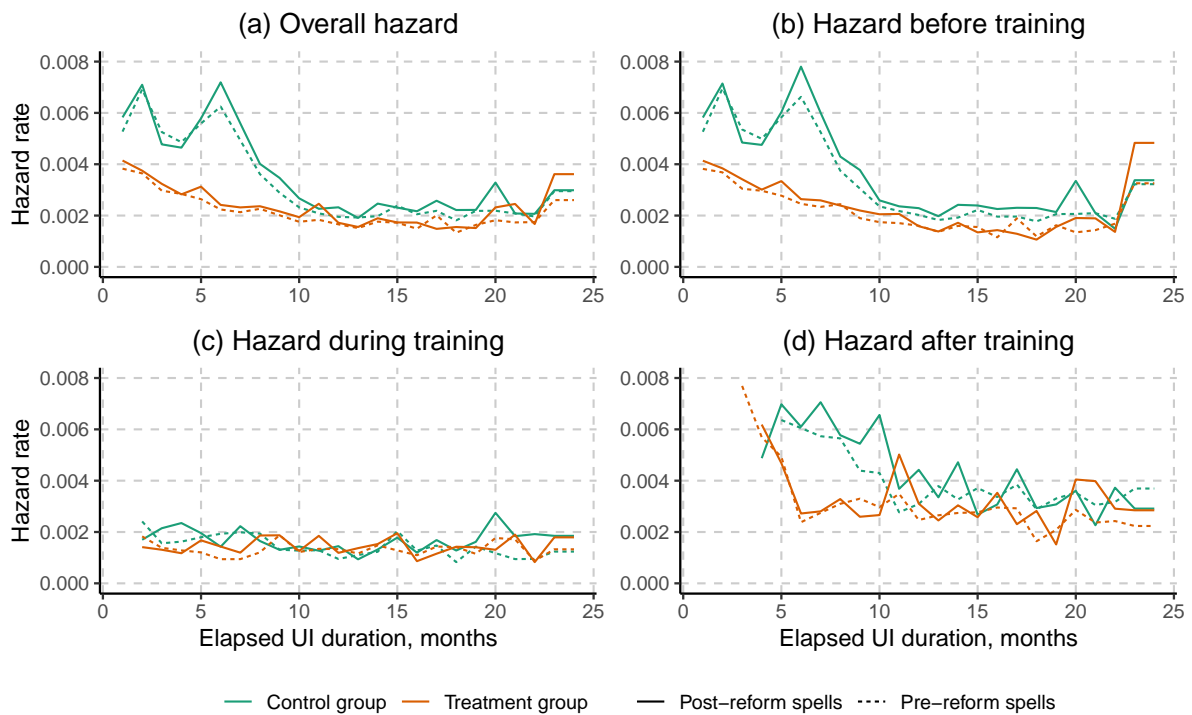 (a) Overall hazard
(b) Hazard before training
Hazard rate
0.008
0.006
0.004
0.002
0.000
0 5 10 15 20 25
0.008
0.006
0.004
0.002
0.000
0 5 10 15 20 25
(c) Hazard during training
(d) Hazard after training
Hazard rate
0.008
0.006
0.004
0.002
0.000
0 5 10 15 20 25
Elapsed UI duration, months
0.008
0.006
0.004
0.002
0.000
0 5 10 15 20 25
Elapsed UI duration, months
Control group Treatment group Post−reform spells Pre−reform spells